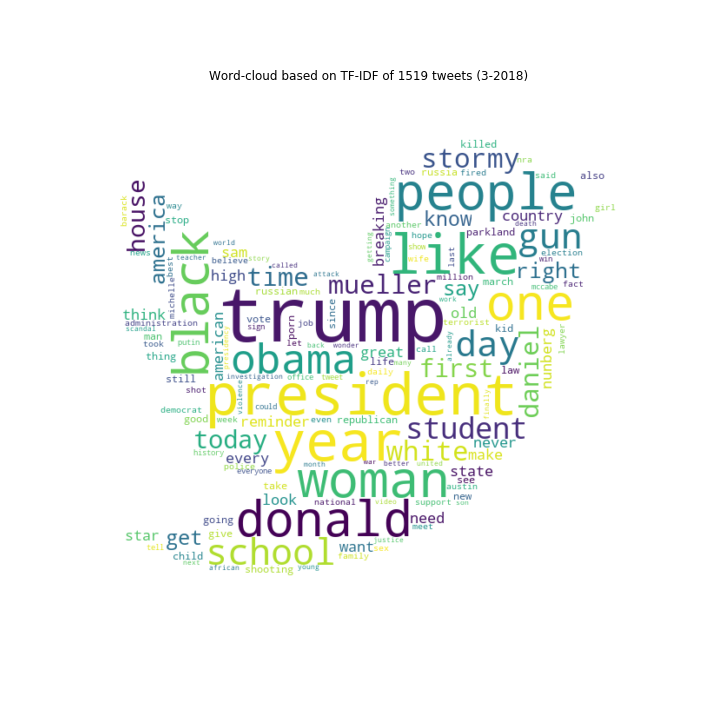 Word-cloud based on TF-IDF of 1519 tweets (3-2018)
killed
stormy
nra
two
russia
fired
said
also
people
something
house
barack
way
america
stop
know
country
john
girl
breaking
campaign
another
hope
parkland
death
gun
election
news
world
black
like
getting
show
wife
last
win
teacher
believe
sam
story
called
high
time
attack
million
march
right
fact
michelle
best
russian
much
mueller
say
work
mccabe
one
think
administration
scandal
man
took
thing
putin
american
presidency
trump
vote
sign
porn
let
job
since
back
wonder
old
terrorist
kid
lawyer
day
obama
great
call
already
life
many
first
law
daniel
nunberg
still
shot
investigation
office
tweet
daily
rep
violence
president
finally
democrat
could
good
week
reminder
even
republican
student
today
year
white
never
make
history
every
police
everyone
month
war
better
united
state
see
take
look
woman
austin
new
national
video
support
son
going
give
donald
need
meet
star
get
tell
child
next
school
want
justice
sex
family
african
shooting
young